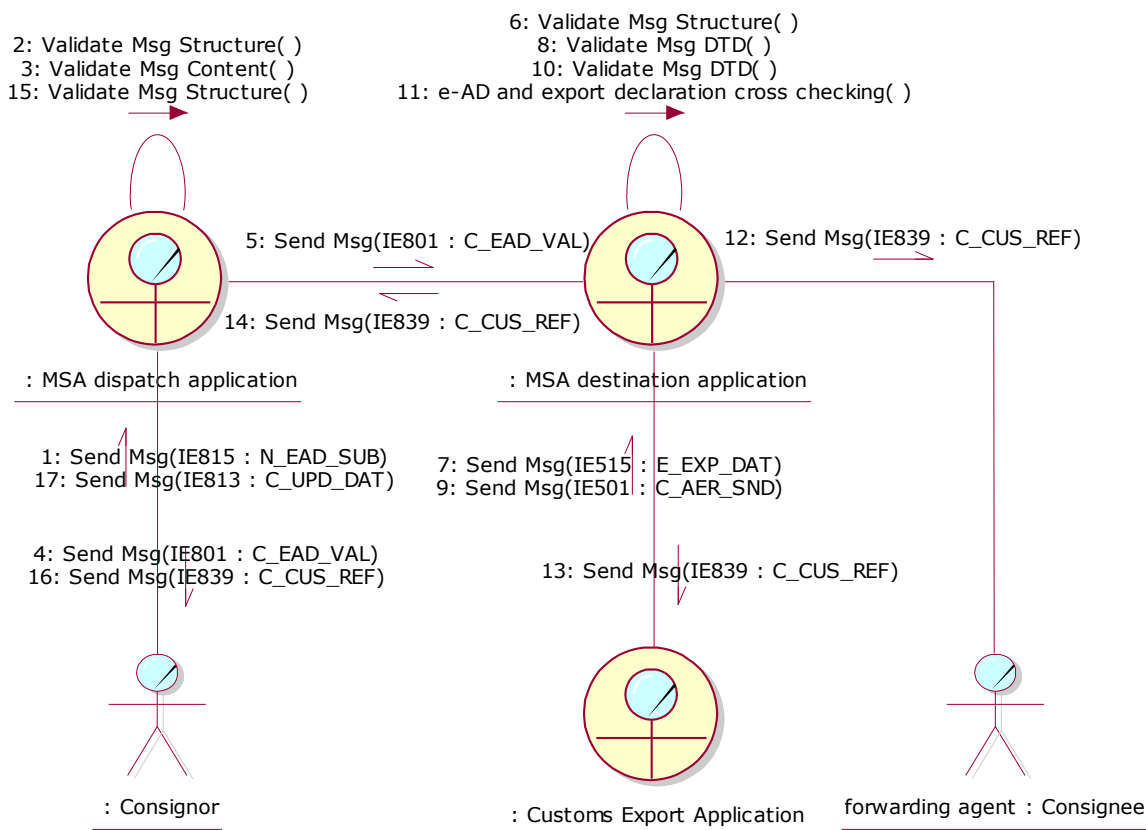 6: Validate Msg Structure( )
8: Validate Msg DTD( )
10: Validate Msg DTD( )
11: e-AD and export declaration cross checking( )
2: Validate Msg Structure( )
3: Validate Msg Content( )
15: Validate Msg Structure( )
5: Send Msg(IE801 : C_EAD_VAL)
12: Send Msg(IE839 : C_CUS_REF)
14: Send Msg(IE839 : C_CUS_REF)
: MSA dispatch application
: MSA destination application
1: Send Msg(IE815 : N_EAD_SUB)
17: Send Msg(IE813 : C_UPD_DAT)
7: Send Msg(IE515 : E_EXP_DAT)
9: Send Msg(IE501 : C_AER_SND)
4: Send Msg(IE801 : C_EAD_VAL)
16: Send Msg(IE839 : C_CUS_REF)
13: Send Msg(IE839 : C_CUS_REF)
: Consignor
: Customs Export Application
forwarding agent : Consignee